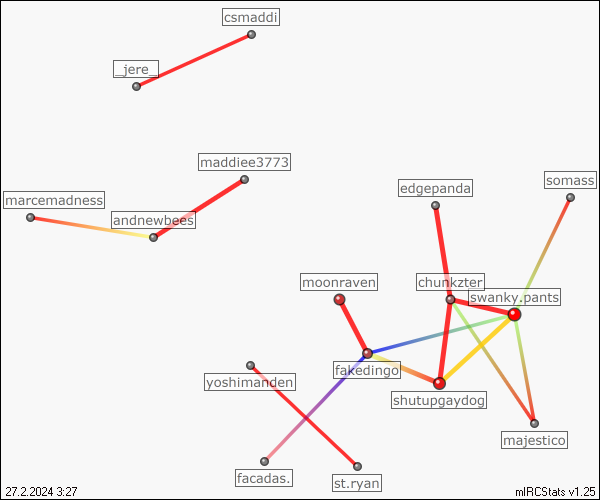 csmaddi
_jere_
maddiee3773
marcemadness
andnewbees
edgepanda
somass
moonraven
chunkzter
swanky.pants
fakedingo
yoshimanden
shutupgaydog
majestico
facadas.
st.ryan
27.2.2024 3:27
mIRCStats v1.25